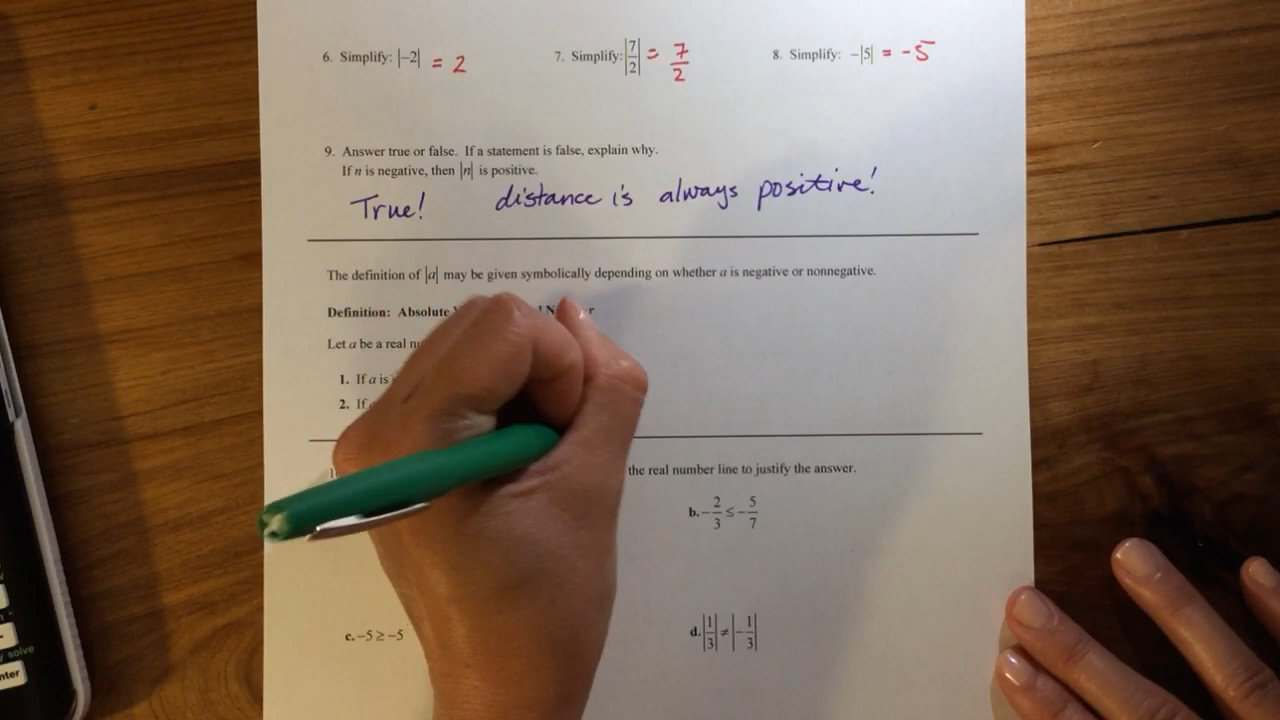 6. Simplify: |−2| = 2 7. Simplify: |7/2| = 7/2 8. Simplify: −|5| = -5
9. Answer true or false. If a statement is false, explain why.
If n is negative, then |n| is positive.
True! distance is always positive!
The definition of |a| may be given symbolically depending on whether a is negative or nonnegative.
Definition: Absolute
Let a be a real
1. If a is
2. If
the real number line to justify the answer.
b. −2/3 ≤ −5/7
c. −5 ≥ −5 d. |1/3| ≠ |−1/3|
solve